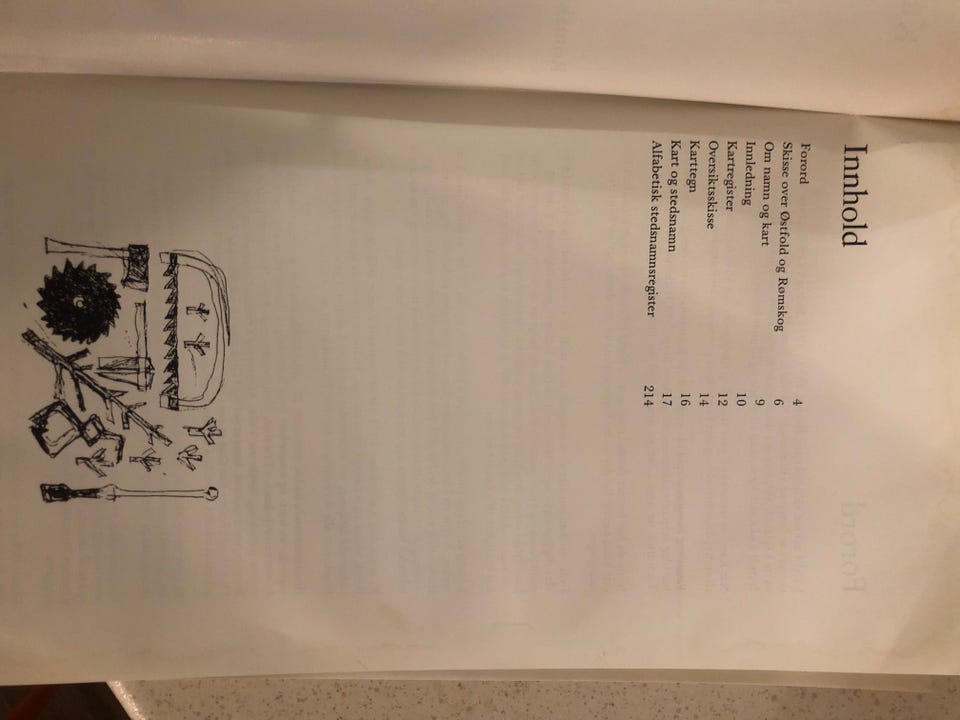 Innhold
Forord 4
Skisse over Østfold og Rømskog 6
Om namn og kart 9
Innledning 10
Kartregister 12
Oversiktsskisse 14
Karttegn 16
Kart og stedsnamn 17
Alfabetisk stedsnamnsregister 214
Forord